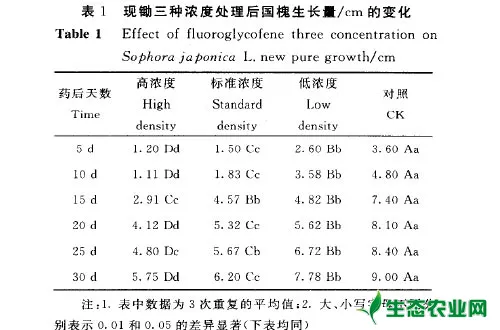 表 1 现锄三种浓度处理后国槐生长量/cm 的变化
Table 1 Effect of fluoroglycofene three concentration on
Sophora japonica L. new pure growth/cm
药后天数 Time 高浓度 High density 标准浓度 Standard density 低浓度 Low density 对照 CK
5 d 1.20 Dd 1.50 Cc 2.60 Bb 3.60 Aa
10 d 1.11 Dd 1.83 Cc 3.58 Bb 4.80 Aa
15 d 2.91 Cc 4.57 Bb 4.82 Bb 7.40 Aa
20 d 4.12 Dd 5.32 Cc 5.62 Bb 8.10 Aa
25 d 4.80 Dc 5.67 Cb 6.72 Bb 8.40 Aa
30 d 5.75 Dd 6.20 Cc 7.78 Bb 9.00 Aa
注:1. 表中数据为 3 次重复的平均值;2. 大、小写字母
别表示 0.01 和 0.05 的差异显著(下表均同)
生态农业网